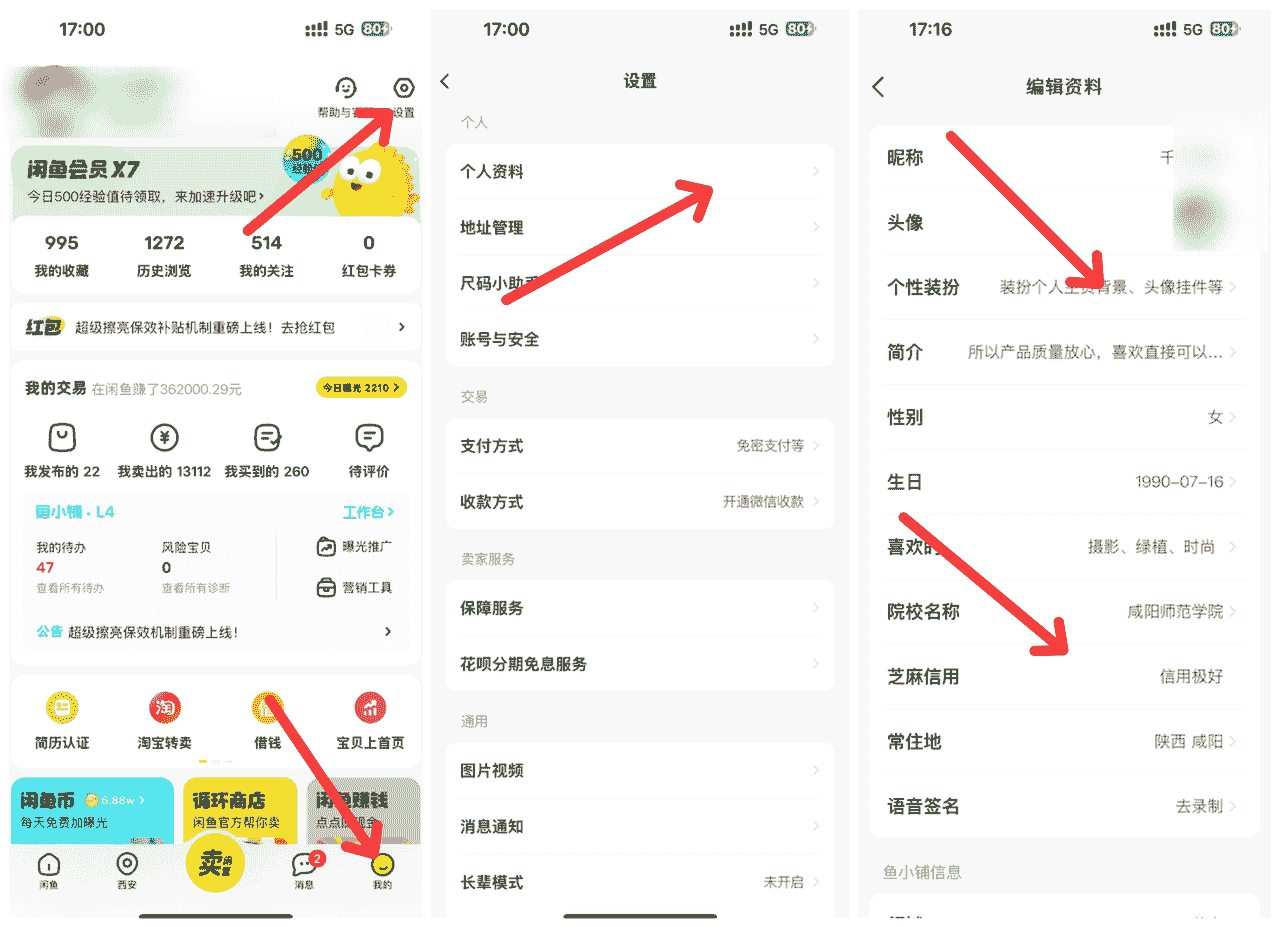 17:00
5G 80
帮助与客服
设置
闲鱼会员X7
500
经验
今日500经验值待领取，来加速升级吧
995
1272
514
0
我的收藏
历史浏览
我的关注
红包卡券
红包 超级擦亮保效补贴机制重磅上线！去抢红包
我的交易 在闲鱼赚了362000.29元
今日曝光 2210
我发布的 22
我卖出的 13112
我买到的 260
待评价
鱼小铺·L4
工作台
我的待办
风险宝贝
曝光推广
47
0
查看所有待办
查看所有诊断
营销工具
公告 超级擦亮保效机制重磅上线！
淘
简历认证
淘宝转卖
借钱
宝贝上首页
闲鱼币 6.88w
循环商店
闲鱼赚钱
每天免费加曝光
闲鱼官方帮你卖
卖闲置
2
闲鱼
西安
消息
我的
17:00
5G 80
设置
个人
个人资料
地址管理
尺码小助手
账号与安全
交易
支付方式
免密支付等
收款方式
开通微信收款
卖家服务
保障服务
花呗分期免息服务
通用
图片视频
消息通知
长辈模式
未开启
17:16
5G 80
编辑资料
昵称
千
头像
个性装扮
装扮个人主页背景、头像挂件等
简介
所以产品质量放心，喜欢直接可以...
性别
女
生日
1990-07-16
喜欢的
摄影、绿植、时尚
院校名称
咸阳师范学院
芝麻信用
信用极好
常住地
陕西 咸阳
语音签名
去录制
鱼小铺信息